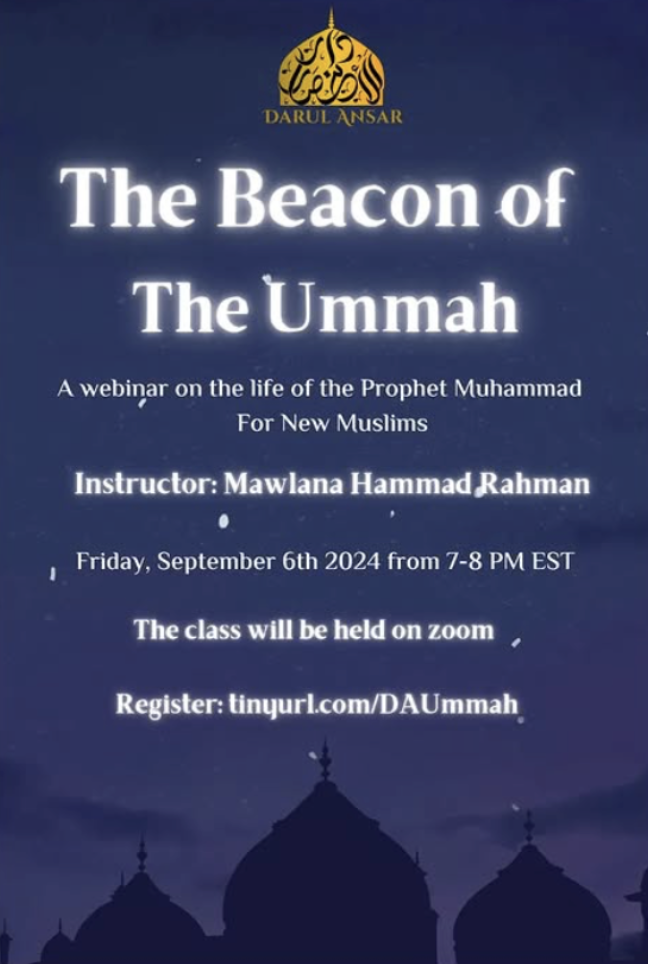 دار الأنصار
DARUL ANSAR
The Beacon of
The Ummah
A webinar on the life of the Prophet Muhammad
For New Muslims
Instructor: Mawlana Hammad Rahman
Friday, September 6th 2024 from 7-8 PM EST
The class will be held on zoom
Register: tinyurl.com/DAUmmah